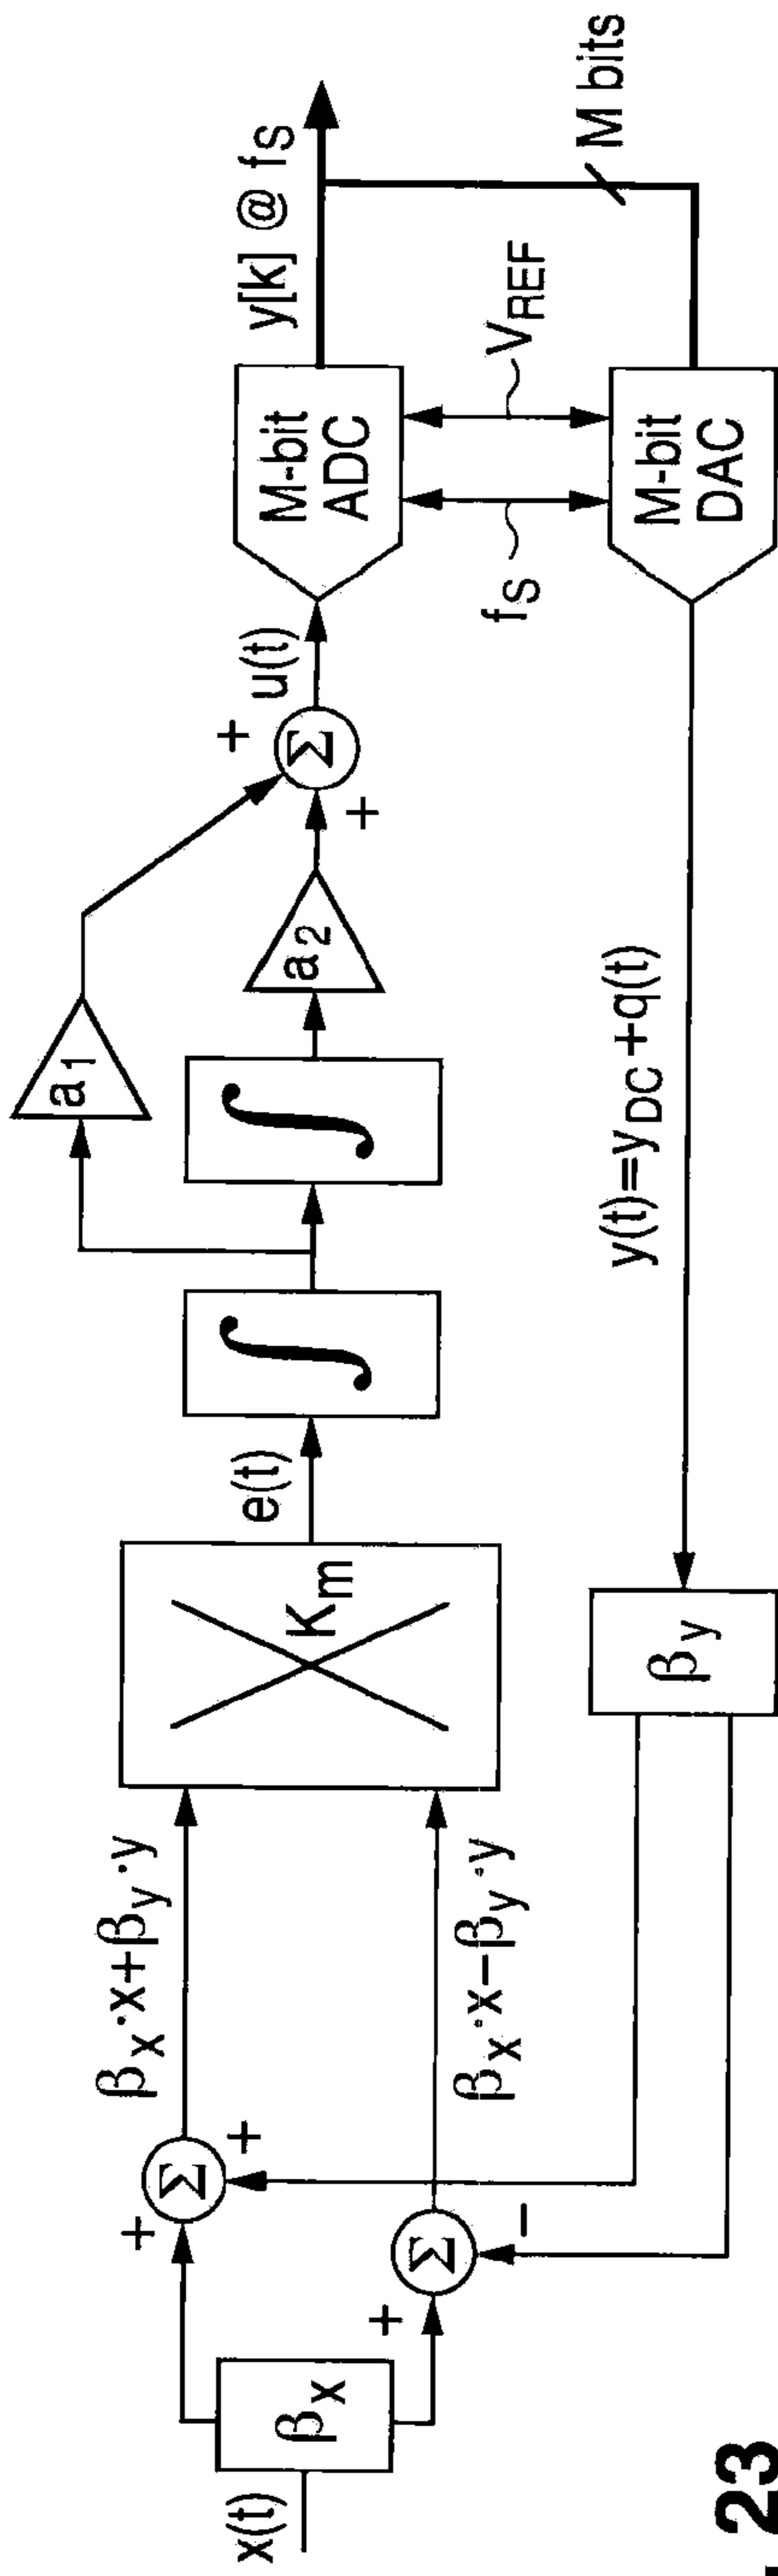 x(t)
βx
+
Σ
+
+
Σ
−
βx·x+βy·y
βx·x−βy·y
Km
e(t)
∫
∫
a1
a2
+
Σ
+
u(t)
M-bit
ADC
y[k] @ fS
fS
VREF
M bits
M-bit
DAC
y(t)=yDC+q(t)
βy
23